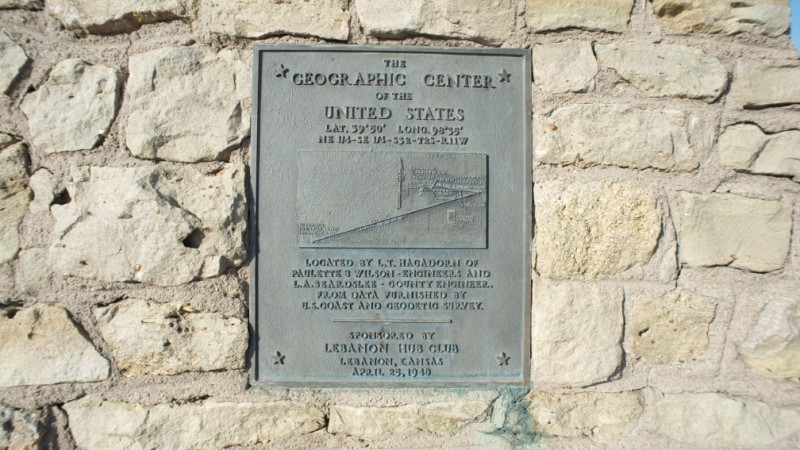 THE
GEOGRAPHIC CENTER
OF THE
UNITED STATES
LAT. 39°50' LONG. 98°35'
NE 1/4-SE 1/4-S32-T2S-R.11W
LOCATED BY L.T. HAGADORN OF
PAULETTE & WILSON-ENGINEERS AND
L.A. BEARDSLEE-COUNTY ENGINEER.
FROM DATA FURNISHED BY
U.S. COAST AND GEODETIC SURVEY.
SPONSORED BY
LEBANON HUB CLUB
LEBANON, KANSAS
APRIL 25, 1940